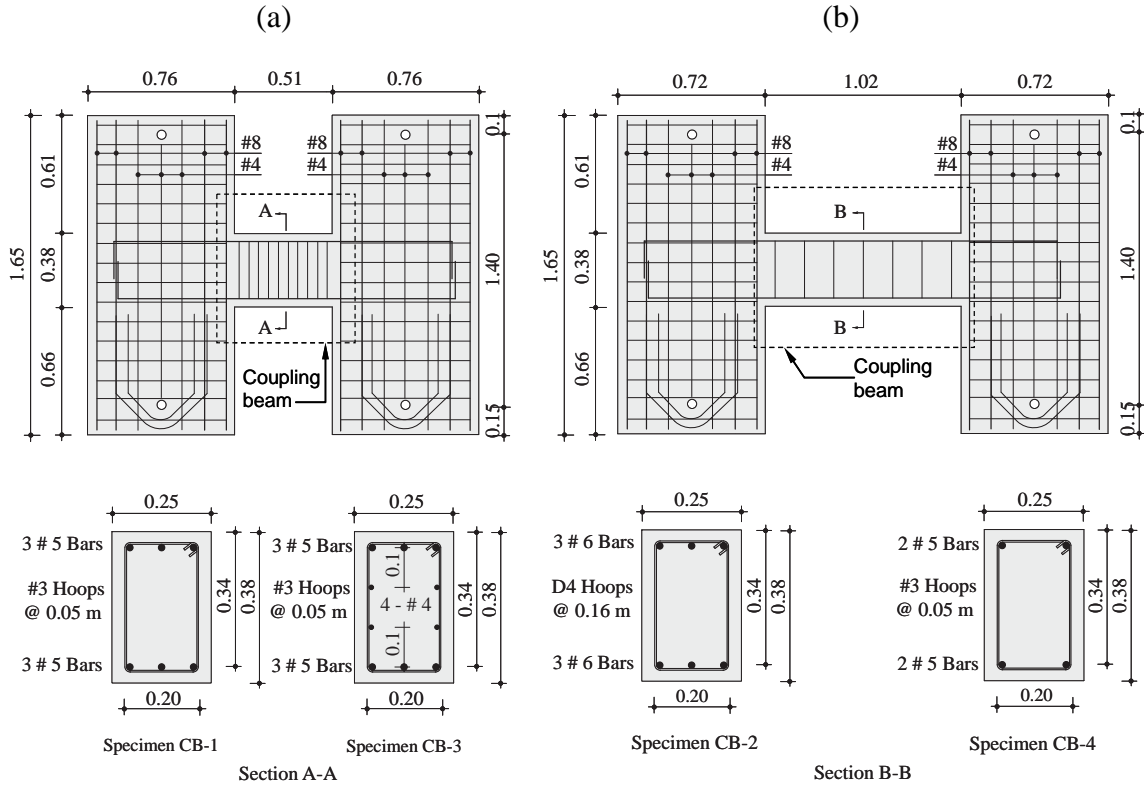 (a)
(b)
0.76
0.51
0.76
0.72
1.02
0.72
1.65
0.61
0.38
0.66
#8
#4
#8
#4
A
A
0.1
1.40
0.15
Coupling
beam
1.65
0.61
0.38
0.66
#8
#4
#8
#4
B
B
0.1
1.40
0.15
Coupling
beam
0.25
3 # 5 Bars
#3 Hoops
@ 0.05 m
3 # 5 Bars
0.34
0.38
0.20
Specimen CB-1
0.25
3 # 5 Bars
#3 Hoops
@ 0.05 m
3 # 5 Bars
0.1
4 - # 4
0.1
0.34
0.38
0.20
Specimen CB-3
Section A-A
0.25
3 # 6 Bars
D4 Hoops
@ 0.16 m
3 # 6 Bars
0.34
0.38
0.20
Specimen CB-2
0.25
2 # 5 Bars
#3 Hoops
@ 0.05 m
2 # 5 Bars
0.34
0.38
0.20
Specimen CB-4
Section B-B